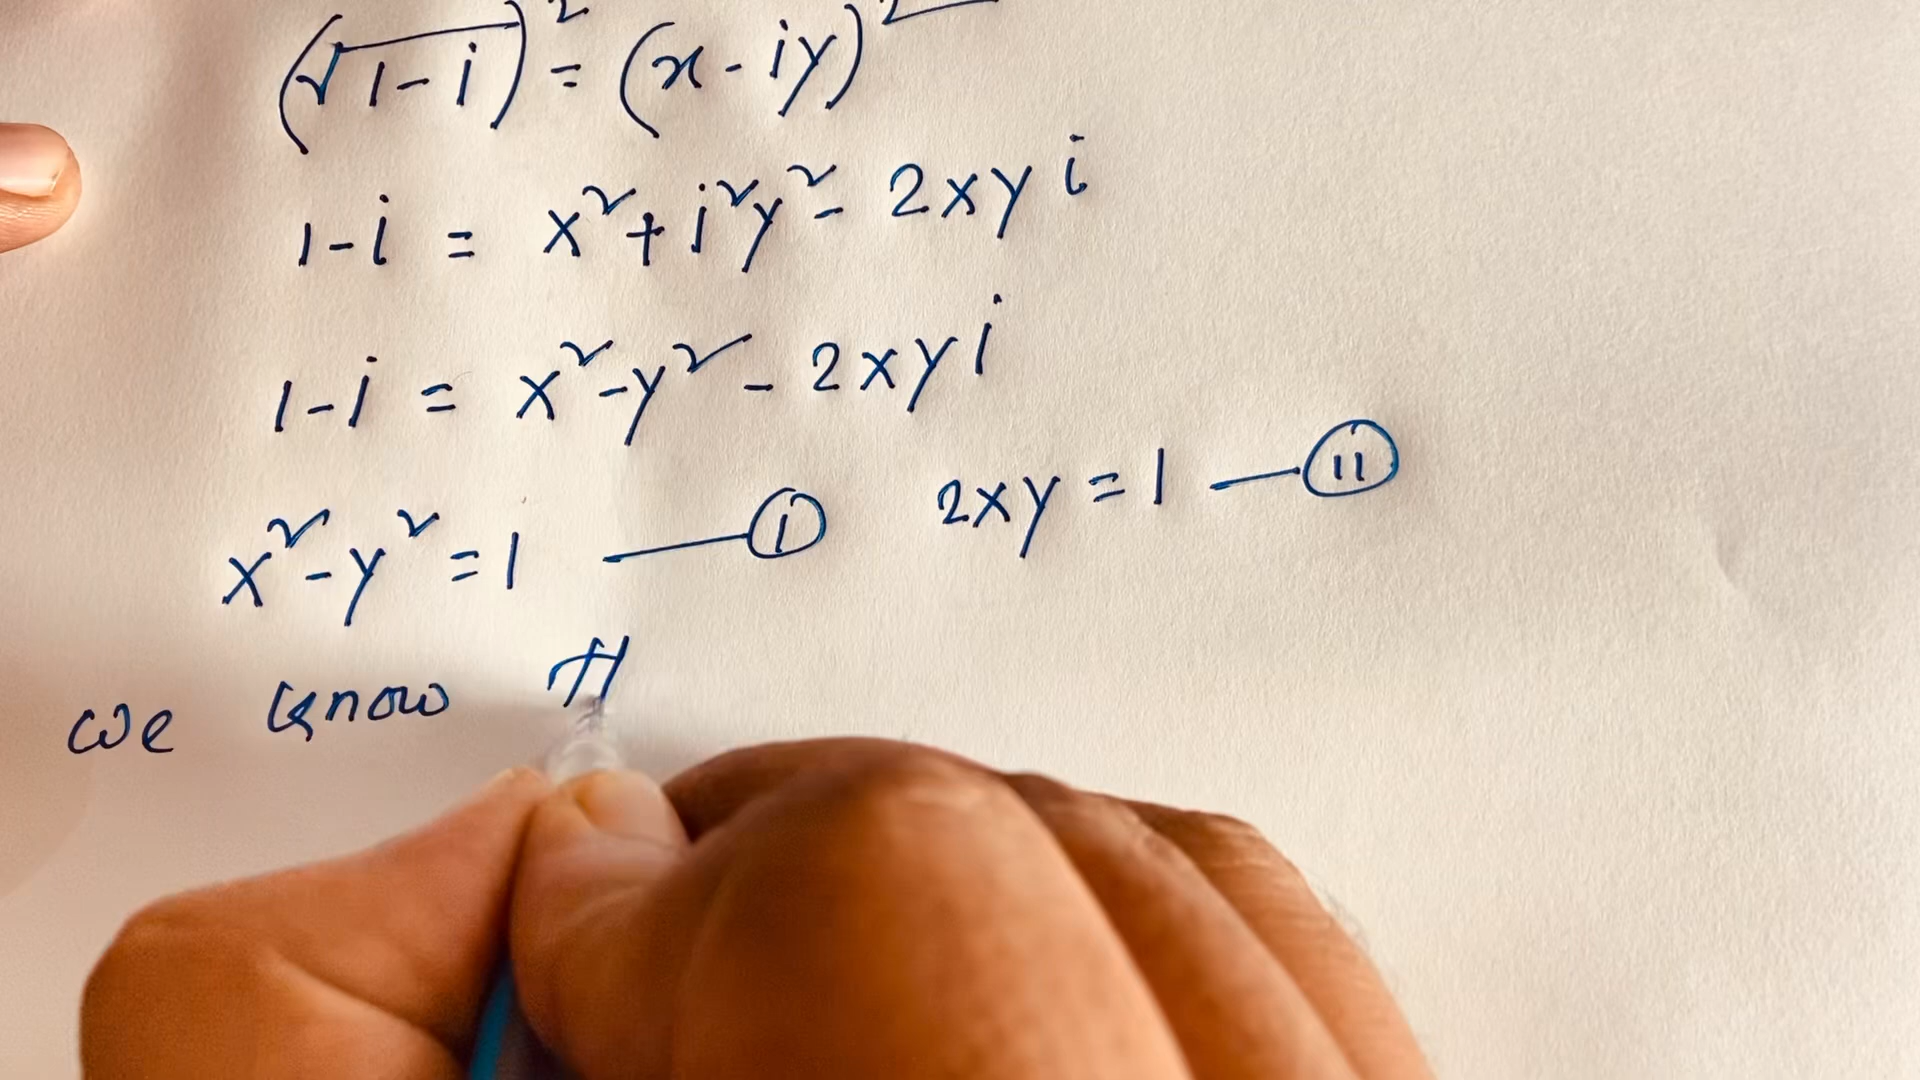 (√1-i)² = (x-iy)²
1-i = x²+i²y²-2xyi
1-i = x²-y²-2xyi
x²-y²=1 — (i) 2xy=1 — (ii)
we know